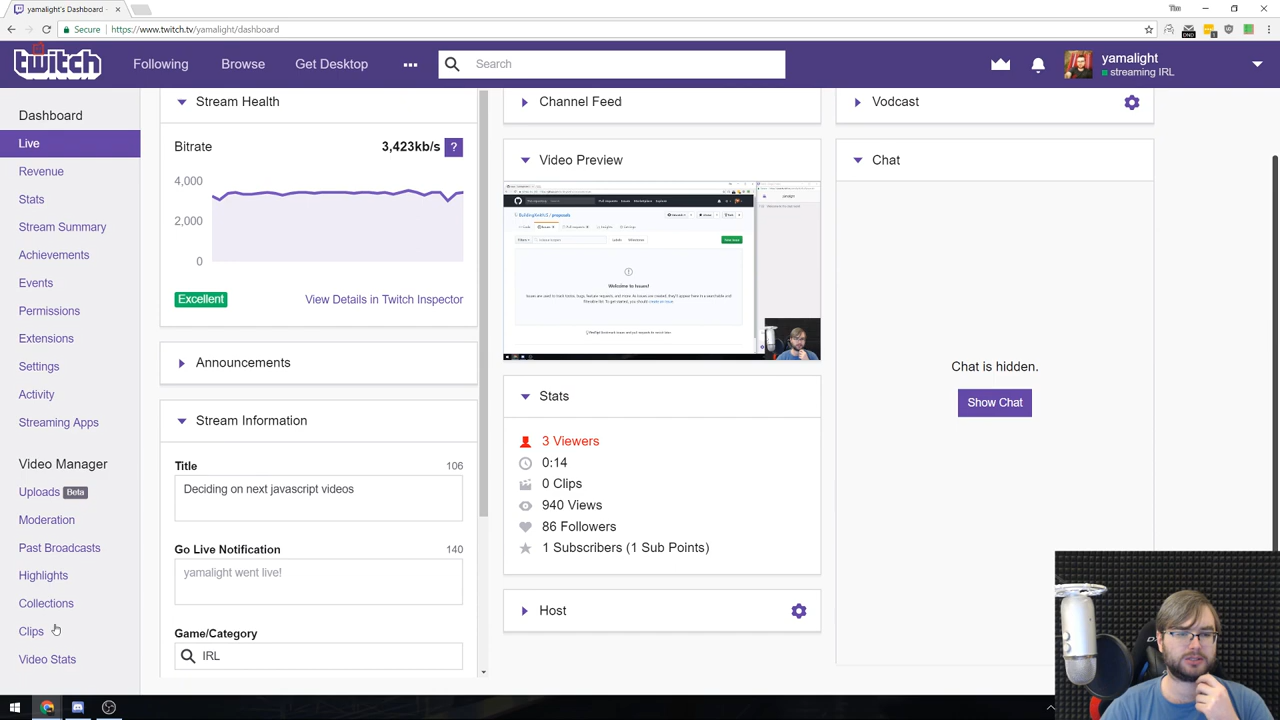 yamalight's Dashboard -
Tim
Secure https://www.twitch.tv/yamalight/dashboard
twitch
Following
Browse
Get Desktop
Search
yamalight
streaming IRL
Dashboard
Live
Revenue
Stats
Stream Summary
Achievements
Events
Permissions
Extensions
Settings
Activity
Streaming Apps
Video Manager
Uploads Beta
Moderation
Past Broadcasts
Highlights
Collections
Clips
Video Stats
Stream Health
Bitrate
3,423kb/s ?
4,000
2,000
0
Excellent
View Details in Twitch Inspector
Announcements
Stream Information
Title
106
Deciding on next javascript videos
Go Live Notification
140
yamalight went live!
Game/Category
IRL
Channel Feed
Video Preview
Welcome to Issues!
Stats
3 Viewers
0:14
0 Clips
940 Views
86 Followers
1 Subscribers (1 Sub Points)
Host
Vodcast
Chat
Chat is hidden.
Show Chat